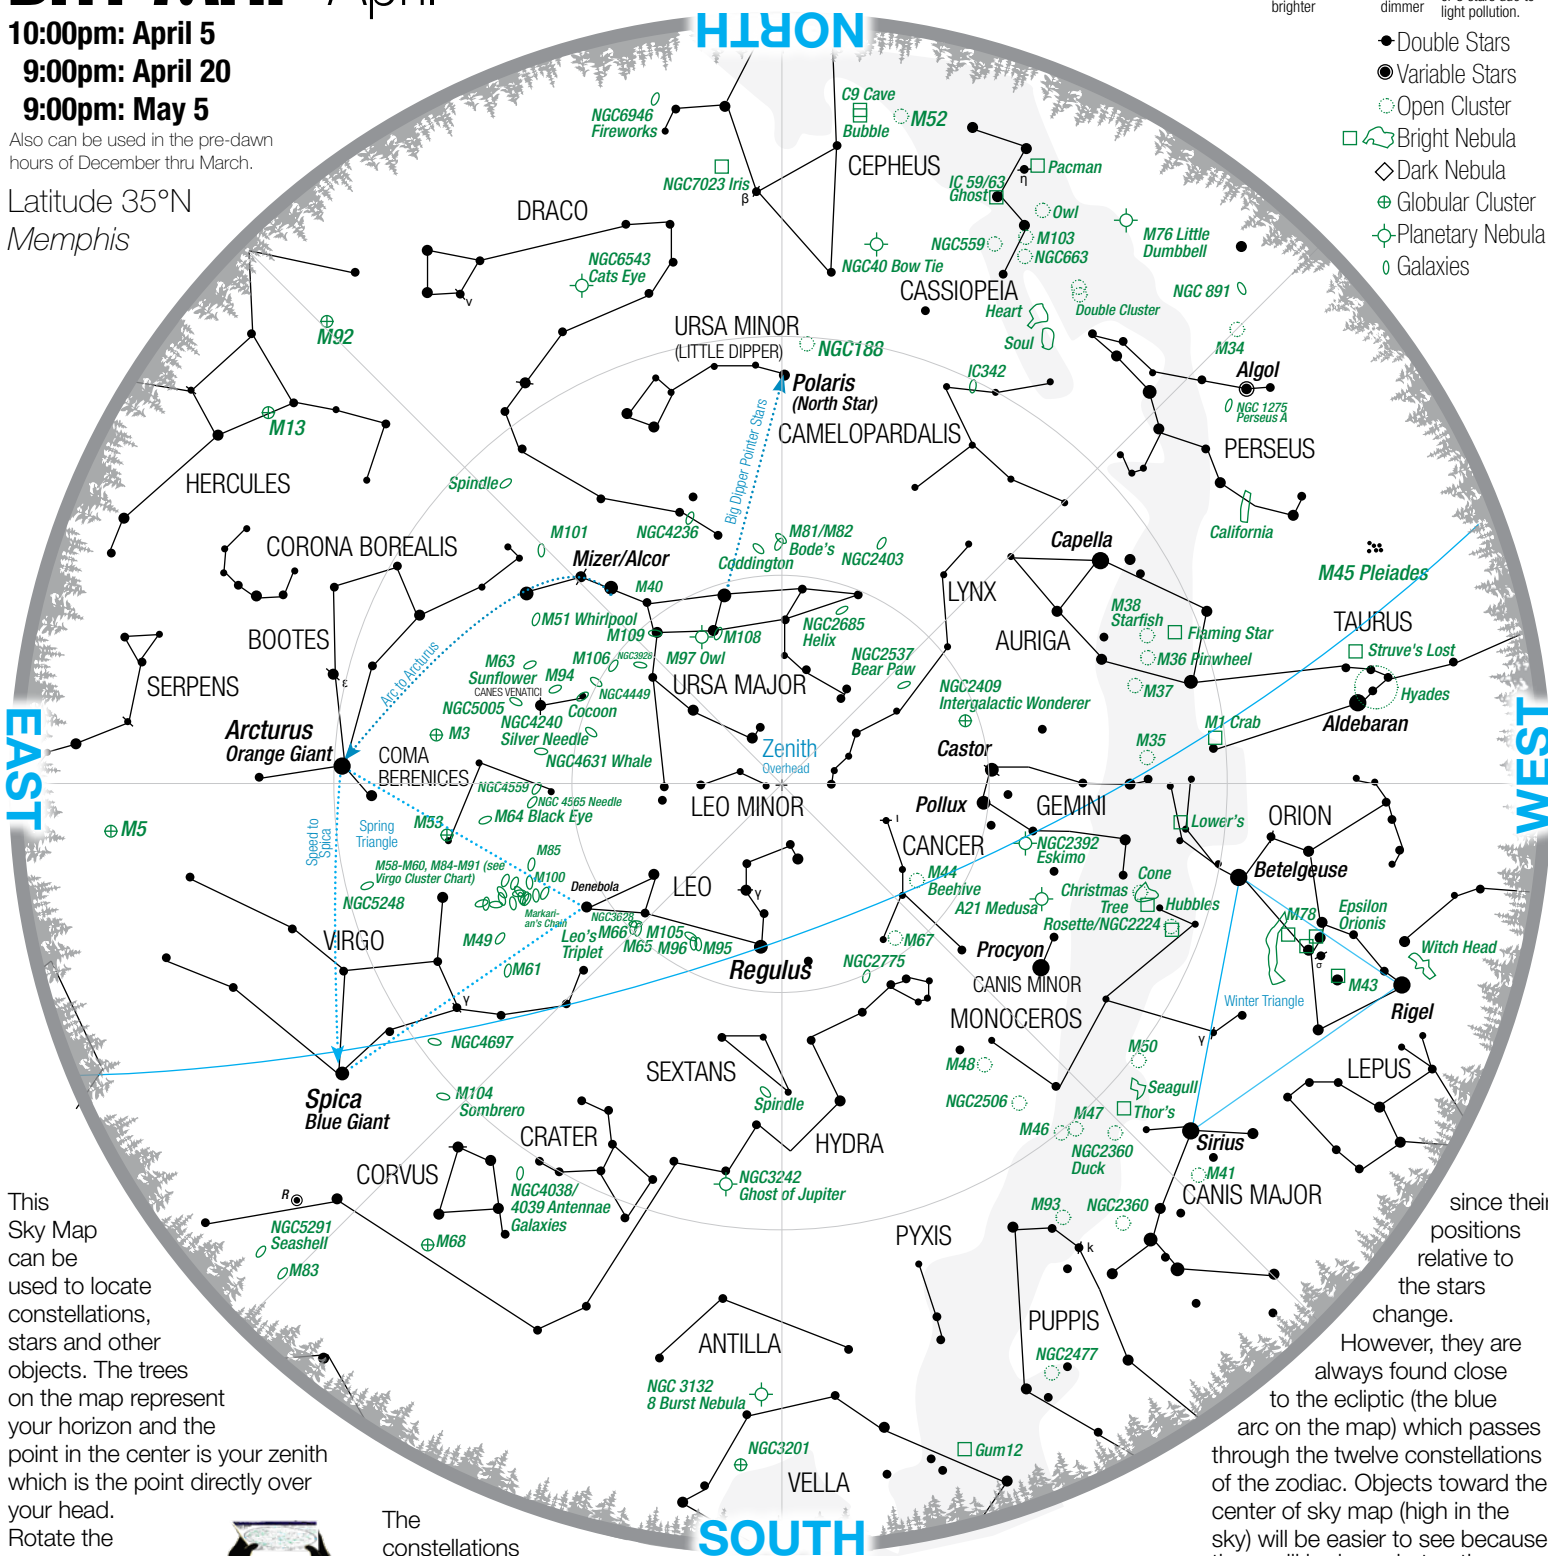 April
10:00pm: April 5
9:00pm: April 20
9:00pm: May 5
Also can be used in the pre-dawn
hours of December thru March.
Latitude 35°N
Memphis
brighter
dimmer
light pollution.
Double Stars
Variable Stars
Open Cluster
Bright Nebula
Dark Nebula
Globular Cluster
Planetary Nebula
Galaxies
NORTH
NGC6946
Fireworks
C9 Cave
Bubble
M52
CEPHEUS
NGC7023 Iris
β
Pacman
η
IC 59/63
Ghost
Owl
M103
NGC559
NGC663
M76 Little
Dumbbell
NGC40 Bow Tie
DRACO
NGC6543
Cats Eye
ν
CASSIOPEIA
Heart
Soul
Double Cluster
NGC 891
M34
M92
URSA MINOR
(LITTLE DIPPER)
NGC188
Polaris
(North Star)
IC342
Algol
NGC 1275
Perseus A
PERSEUS
M13
HERCULES
CAMELOPARDALIS
Big Dipper Pointer Stars
Spindle
California
NGC4236
M81/M82
Bode's
Coddington
NGC2403
M101
CORONA BOREALIS
Mizer/Alcor
M40
Capella
M45 Pleiades
LYNX
BOOTES
ε
M51 Whirlpool
M109
M108
NGC2685
Helix
AURIGA
M38
Starfish
Flaming Star
TAURUS
Struve's Lost
M36 Pinwheel
M37
Hyades
Aldebaran
SERPENS
Arc to Arcturus
M63
Sunflower
M94
M106
NGC3928
M97 Owl
NGC2537
Bear Paw
CANES VENATICI
NGC4449
URSA MAJOR
NGC5005
Cocoon
NGC2409
Intergalactic Wonderer
M1 Crab
EAST
Arcturus
Orange Giant
M3
NGC4240
Silver Needle
NGC4631 Whale
Zenith
Overhead
Castor
M35
WEST
COMA
BERENICES
NGC4559
NGC 4565 Needle
M64 Black Eye
LEO MINOR
Pollux
GEMINI
ORION
Lower's
M5
Speed to
Spica
Spring
Triangle
M53
CANCER
ι
NGC2392
Eskimo
Betelgeuse
M85
M58-M60, M84-M91 (see
Virgo Cluster Chart)
M100
Denebola
LEO
γ
M44
Beehive
A21 Medusa
Christmas
Tree
Cone
Hubbles
NGC5248
Markari-
an's Chain
NGC3628
M66
M65
M105
M96
M95
Leo's
Triplet
Rosette/NGC2224
M78
Epsilon
Orionis
σ
Witch Head
VIRGO
M49
M61
γ
Regulus
M67
NGC2775
Procyon
CANIS MINOR
M43
Winter Triangle
Rigel
MONOCEROS
γ
NGC4697
SEXTANS
M48
M50
LEPUS
Spica
Blue Giant
M104
Sombrero
Spindle
NGC2506
Seagull
Thor's
M47
M46
NGC2360
Duck
Sirius
CRATER
HYDRA
M41
CANIS MAJOR
CORVUS
R
NGC4038/
4039 Antennae
Galaxies
NGC3242
Ghost of Jupiter
M93
NGC2360
k
NGC5291
Seashell
M68
M83
PYXIS
PUPPIS
ANTILLA
NGC2477
NGC 3132
8 Burst Nebula
NGC3201
VELLA
Gum12
SOUTH
This
Sky Map
can be
used to locate
constellations,
stars and other
objects. The trees
on the map represent
your horizon and the
point in the center is your zenith
which is the point directly over
your head.
Rotate the
The
constellations
since their
positions
relative to
the stars
change.
However, they are
always found close
to the ecliptic (the blue
arc on the map) which passes
through the twelve constellations
of the zodiac. Objects toward the
center of sky map (high in the
sky) will be easier to see because